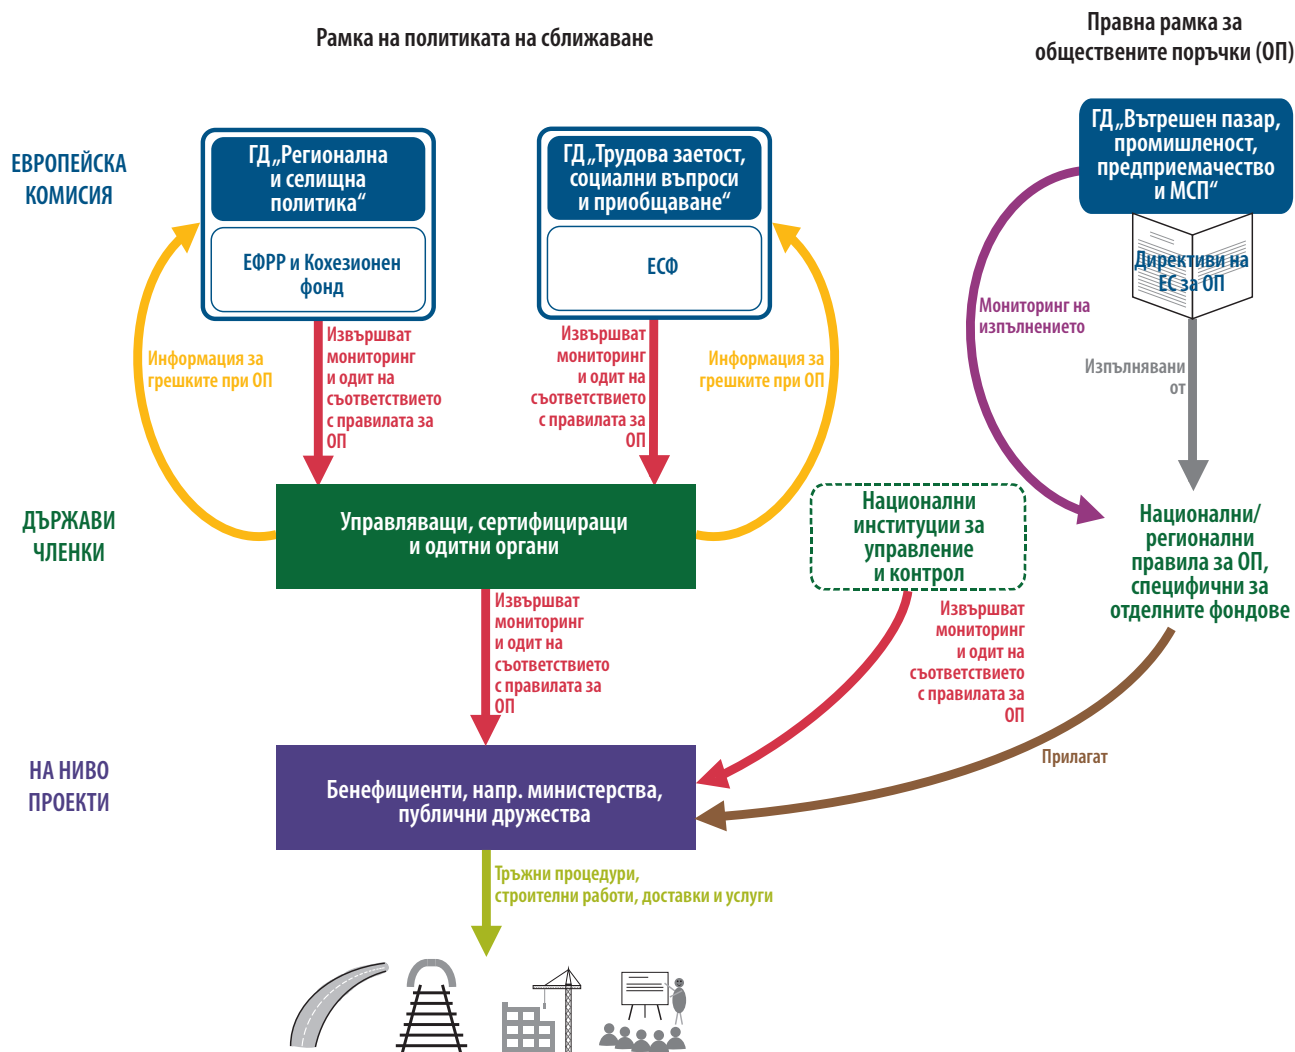 Рамка на политиката на сближаване
Правна рамка за
обществените поръчки (ОП)
ЕВРОПЕЙСКА
КОМИСИЯ
ГД „Регионална
и селищна
политика“
ЕФРР и Кохезионен
фонд
ГД „Трудова заетост,
социални въпроси
и приобщаване“
ЕСФ
ГД „Вътрешен пазар,
промишленост,
предприемачество
и МСП“
Директиви на
ЕС за ОП
Информация за
грешките при ОП
Извършват
мониторинг
и одит на
съответствието
с правилата за
ОП
Извършват
мониторинг
и одит на
съответствието
с правилата за
ОП
Информация за
грешките при ОП
Мониторинг на
изпълнението
Изпълнявани
от
ДЪРЖАВИ
ЧЛЕНКИ
Управляващи, сертифициращи
и одитни органи
Национални
институции за
управление
и контрол
Национални/
регионални
правила за ОП,
специфични за
отделните фондове
Извършват
мониторинг
и одит на
съответствието
с правилата за
ОП
Извършват
мониторинг
и одит на
съответствието
с правилата за
ОП
Прилагат
НА НИВО
ПРОЕКТИ
Бенефициенти, напр. министерства,
публични дружества
Тръжни процедури,
строителни работи, доставки и услуги